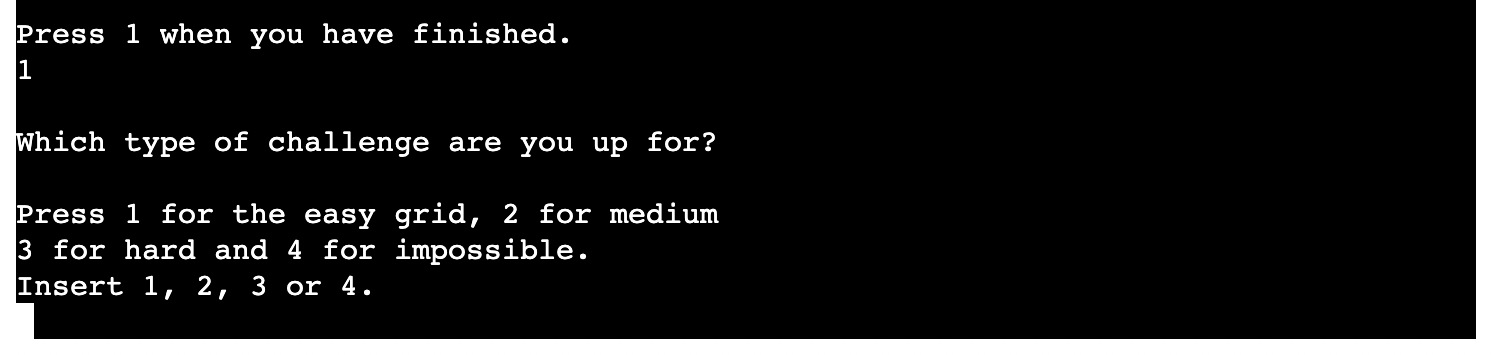 Press 1 when you have finished.
1
Which type of challenge are you up for?
Press 1 for the easy grid, 2 for medium
3 for hard and 4 for impossible.
Insert 1, 2, 3 or 4.